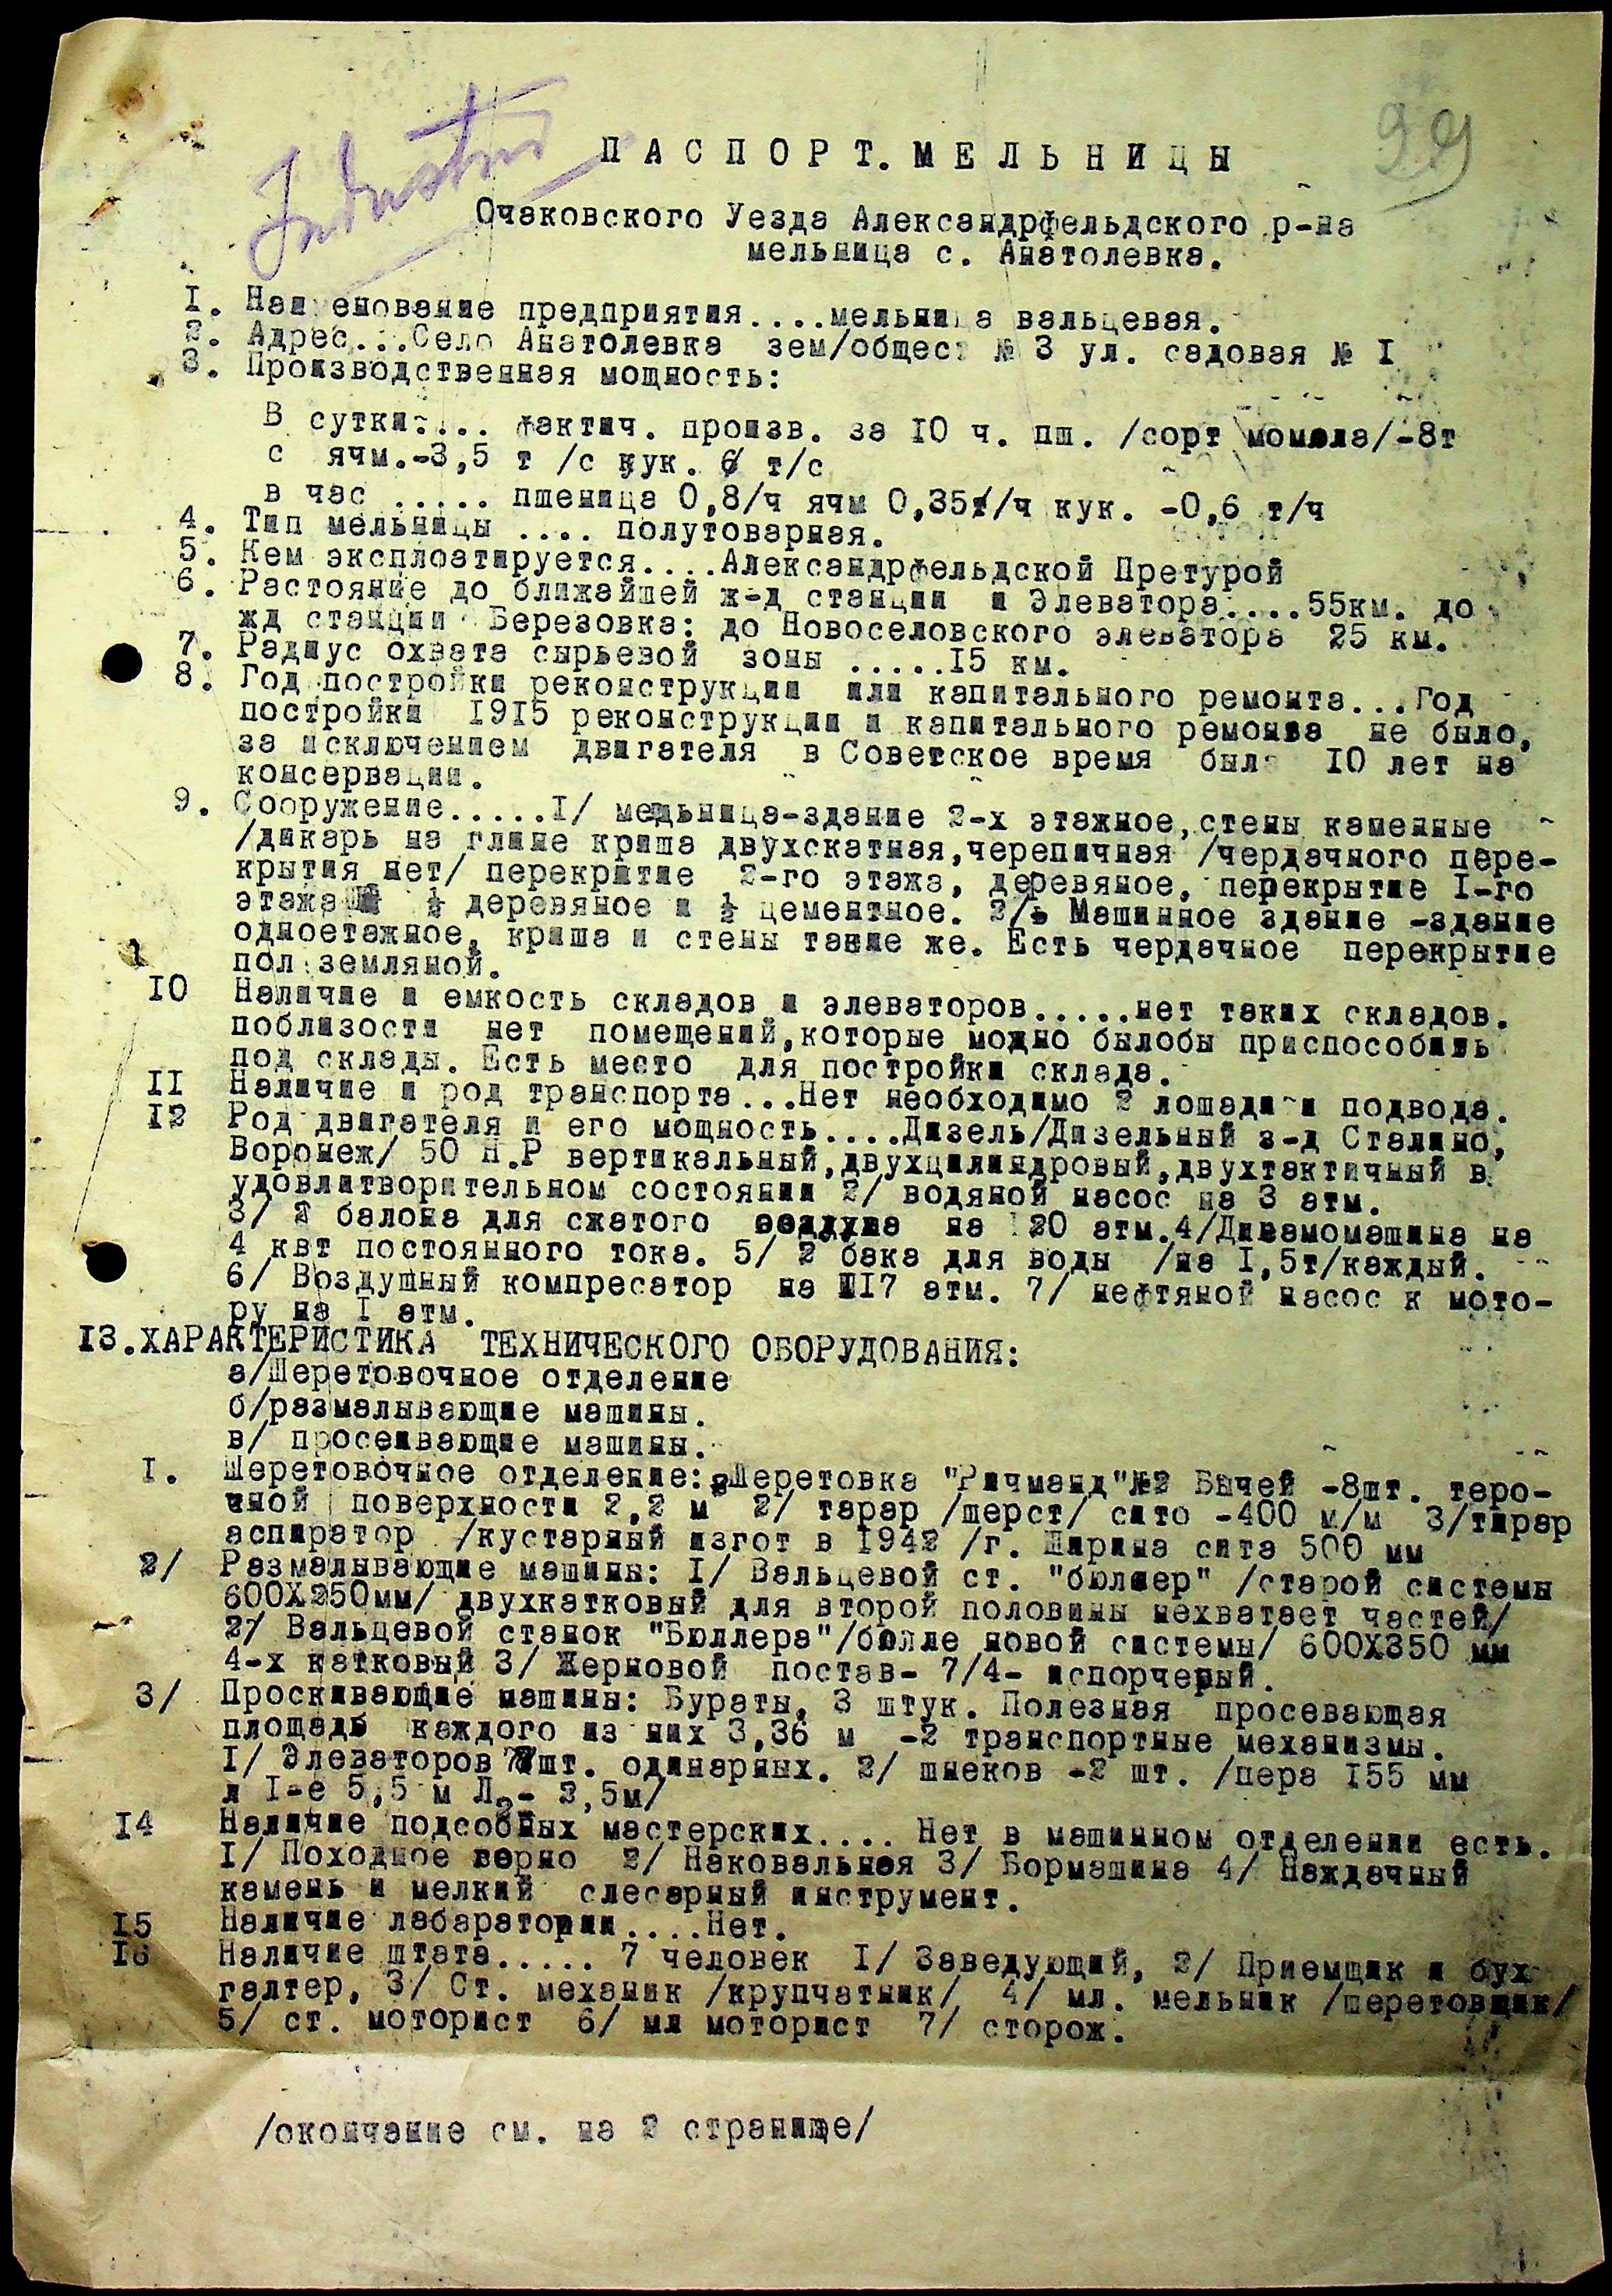 Industrie
99
ПАСПОРТ. МЕЛЬНИЦЫ
Очаковского Уезда Александрфельдского р-на
мельница с. Анатолевка.
I. Наименование предприятия....мельница вальцевая.
2. Адрес...Село Анатолевка зем/общест № 3 ул. садовая № I
3. Производственная мощность:
В сутки:... фактич. произв. за IO ч. пш. /сорт момола/-8т
с ячм.-3,5 т /с кук. 6 т/с
в час ..... пшеница 0,8/ч ячм 0,35т/ч кук. -0,6 т/ч
4. Тип мельницы .... полутоварная.
5. Кем эксплоатируется....Александрфельдской Претурой
6. Растояние до ближайшей ж-д станции и Элеватора....55км. до
жд станции Березовка: до Новоселовского элеватора 25 км.
7. Радиус охвата сырьевой зоны .....I5 км.
8. Год постройки реконструкции или капитального ремонта...Год
постройки I9I5 реконструкции и капитального ремонта не было,
за исключением двигателя в Советское время была IO лет на
консервации.
9. Сооружение.....I/ мельница-здание 2-х этажное,стены каменные
/дикарь на глине криша двухскатная,черепичная /чердачного пере-
крытия нет/ перекритие 2-го этажа, деревяное, перекрытие I-го
этажа ½ деревяное и ½ цементное. 2/ Машинное здание -здание
одноетажное, криша и стены такие же. Есть чердачное перекрытие
пол земляной.
IO Наличие и емкость складов и элеваторов.....нет таких складов.
поблизости нет помещений,которые можно былобы приспособить
под склады. Есть место для постройки склада.
II Наличие и род транспорта...Нет необходимо 2 лошади и подвода.
I2 Род двигателя и его мощность....Дизель/Дизельный з-д Сталино,
Воронеж/ 50 Н.Р вертикальный,двухцилиндровый,двухтактичный в
удовлитворительном состоянии 2/ водяной насос на 3 атм.
3/ 2 балона для сжатого воздуха на I20 атм.4/Динамомашина на
4 квт постоянного тока. 5/ 2 бака для воды /на I,5т/каждый.
6/ Воздушный компресатор на I7 атм. 7/ нефтяной насос к мото-
ру на I атм.
I3.ХАРАКТЕРИСТИКА ТЕХНИЧЕСКОГО ОБОРУДОВАНИЯ:
а/Шеретовочное отделение
б/размалывающие машины.
в/ просеивающие машины.
I. Шеретовочное отделение: Шеретовка "Ричманд"№2 Бичей -8шт. теро-
чной поверхности 2,2 м 2/ тарар /шерст/ сито -400 м/м 3/тарар
аспиратор /кустарный изгот в I942 /г. Ширина сита 500 мм
2/ Размалывающие машины: I/ Вальцевой ст. "бюллер" /старой системы
600Х250мм/ двухкатковый для второй половины нехватает частей/
2/ Вальцевой станок "Бюллера"/более новой системы/ 600Х350 мм
4-х катковый 3/ Жерновой постав- 7/4- испорченый.
3/ Просеивающие машины: Бураты, 3 штук. Полезная просевающая
площадь каждого из них 3,36 м -2 транспортные механизмы.
I/ Элеваторов 7шт. одинарных. 2/ шнеков -2 шт. /пера I55 мм
л I-е 5,5 м Л2- 3,5м/
I4 Наличие подсобных мастерских.... Нет в машинном отделении есть.
I/ Походное горно 2/ Наковальня 3/ Бормашина 4/ Наждачный
камень и мелкий слесарный инструмент.
I5 Наличие лабаратории....Нет.
I6 Наличие штата..... 7 человек I/ Заведующий, 2/ Приемщик и бух
галтер, 3/ Ст. механик /крупчатник/ 4/ мл. мельник /шеретовщик/
5/ ст. моторист 6/ мл моторист 7/ сторож.
/окончание см. на 2 странице/